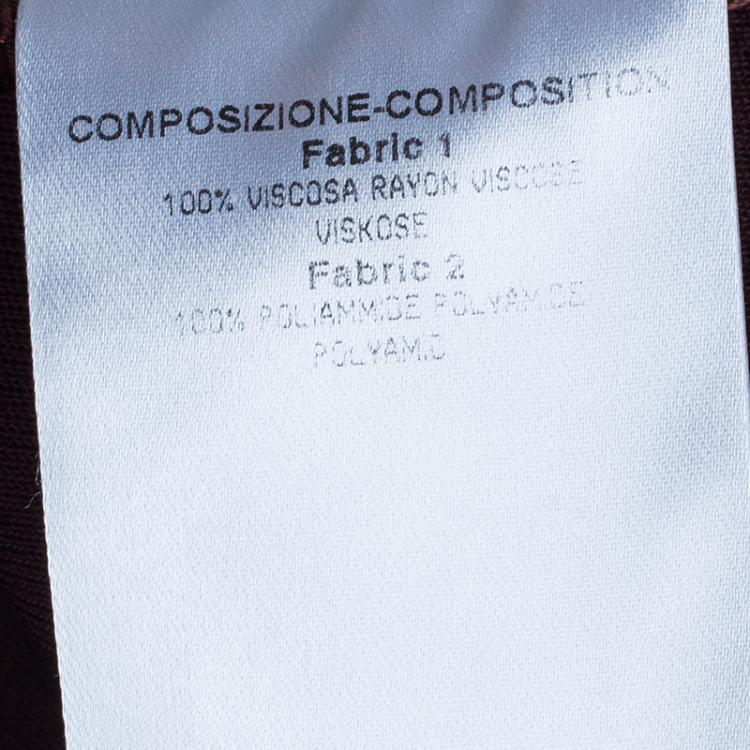 COMPOSIZIONE-COMPOSITION
Fabric 1
100% VISCOSA RAYON VISCOSE
VISKOSE
Fabric 2
100% POLIAMMIDE POLYAMIDE
POLYAMID